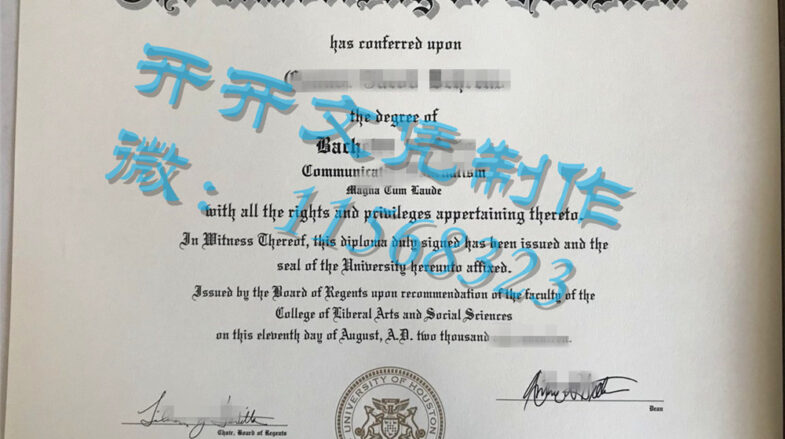 The University of Houston
has conferred upon
the degree of
开开文凭制作
微：11568323
Magna Cum Laude
with all the rights and privileges appertaining thereto.
In Witness Thereof, this diploma duly signed has been issued and the
seal of the University hereunto affixed.
Issued by the Board of Regents upon recommendation of the faculty of the
College of Liberal Arts and Social Sciences
on this eleventh day of August, A.D. two thousand
UNIVERSITY OF HOUSTON
Chair, Board of Regents
Dean